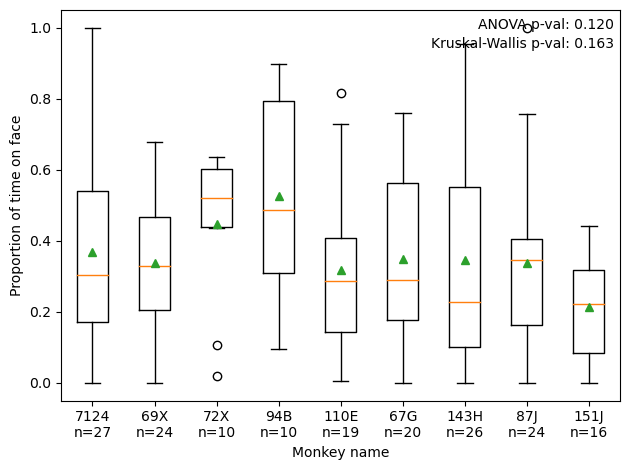 ANOVA p-val: 0.120
Kruskal-Wallis p-val: 0.163
Proportion of time on face
1.0
0.8
0.6
0.4
0.2
0.0
7124 69X 72X 94B 110E 67G 143H 87J 151J
n=27 n=24 n=10 n=10 n=19 n=20 n=26 n=24 n=16
Monkey name